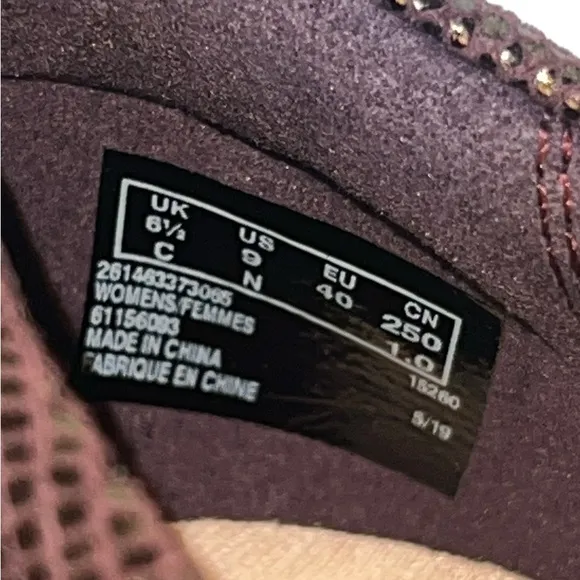 UK US EU CN
6½ 9 40 250
C N 1.0
261463373065 15260
WOMENS/FEMMES
61156093 5/19
MADE IN CHINA
FABRIQUE EN CHINE